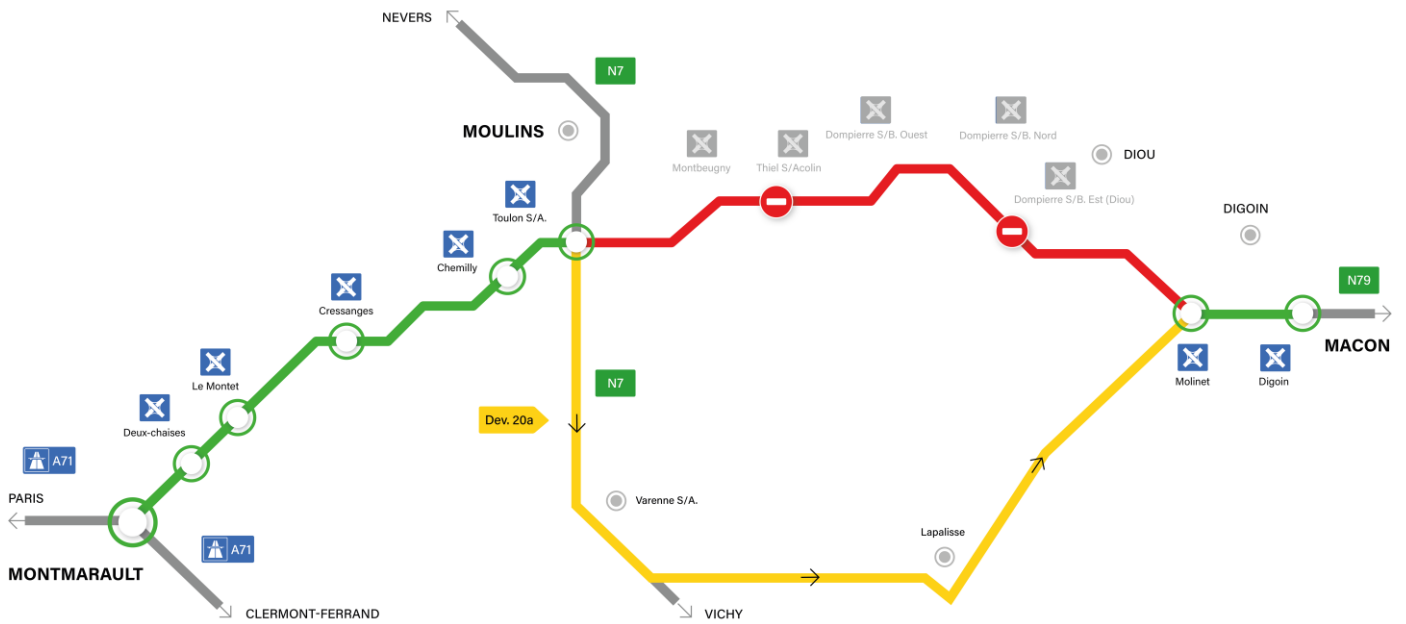 NEVERS
N7
MOULINS
Dompierre S/B. Ouest
Dompierre S/B. Nord
Montbeugny
Thiel S/Acolin
DIOU
Dompierre S/B. Est (Diou)
Toulon S/A.
DIGOIN
Chemilly
N79
Cressanges
MACON
Molinet
Digoin
Le Montet
N7
Dev. 20a
Deux-chaises
A71
PARIS
Varenne S/A.
Lapalisse
A71
MONTMARAULT
CLERMONT-FERRAND
VICHY